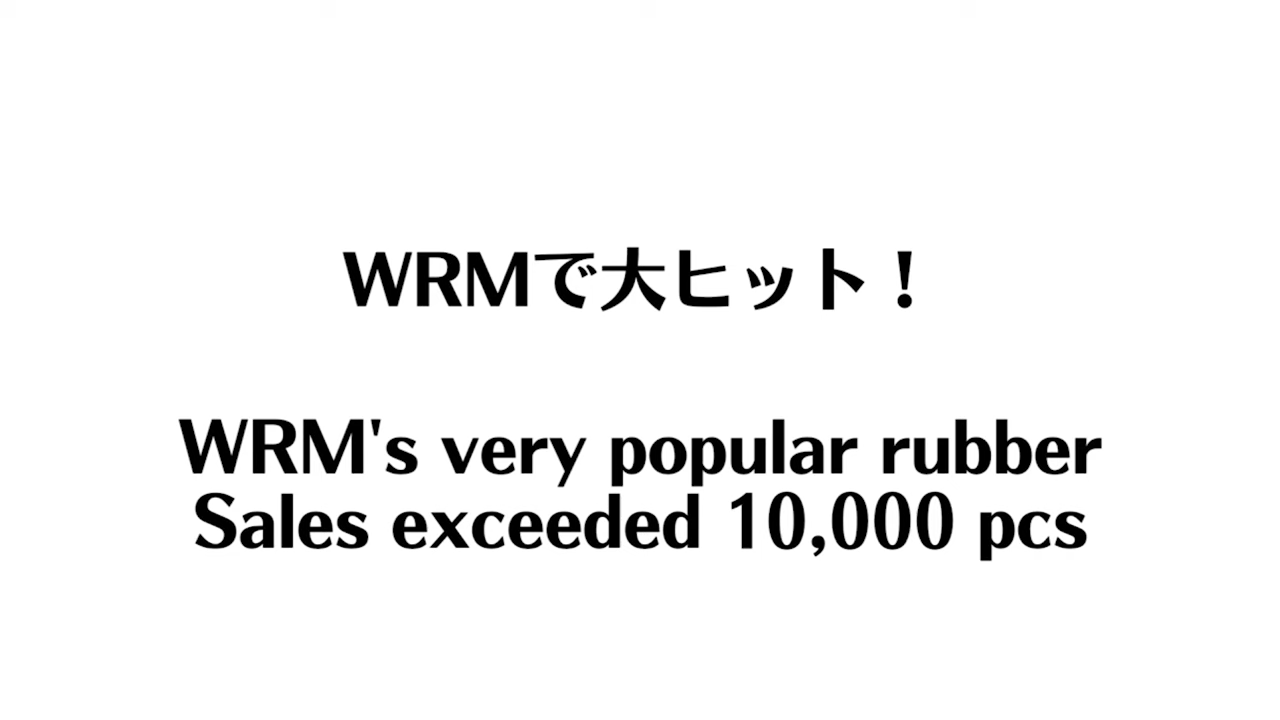 WRMで大ヒット！
WRM's very popular rubber
Sales exceeded 10,000 pcs